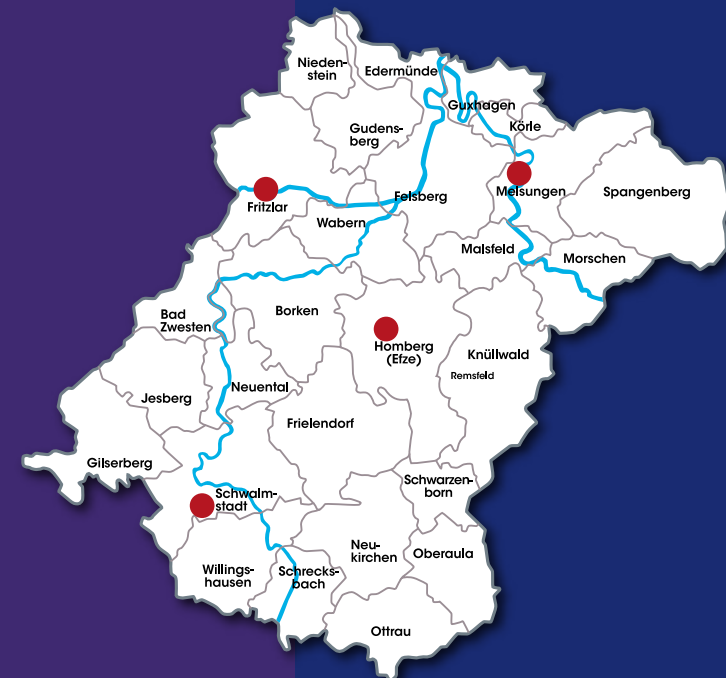 Nieden-
stein
Edermünde
Guxhagen
Körle
Gudens-
berg
Melsungen
Spangenberg
Felsberg
Fritzlar
Wabern
Malsfeld
Morschen
Bad
Zwesten
Borken
Homberg
(Efze)
Knüllwald
Remsfeld
Jesberg
Neuental
Frielendorf
Gilserberg
Schwalm-
stadt
Schwarzen-
born
Neu-
kirchen
Oberaula
Willings-
hausen
Schrecks-
bach
Ottrau